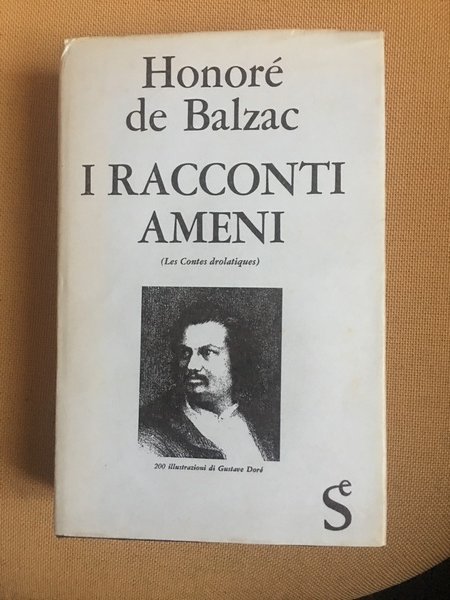 Honoré
de Balzac
I RACCONTI
AMENI
(Les Contes drolatiques)
200 illustrazioni di Gustave Doré
Se